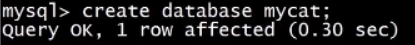 mysql> create database mycat;
Query OK, 1 row affected (0.30 sec)